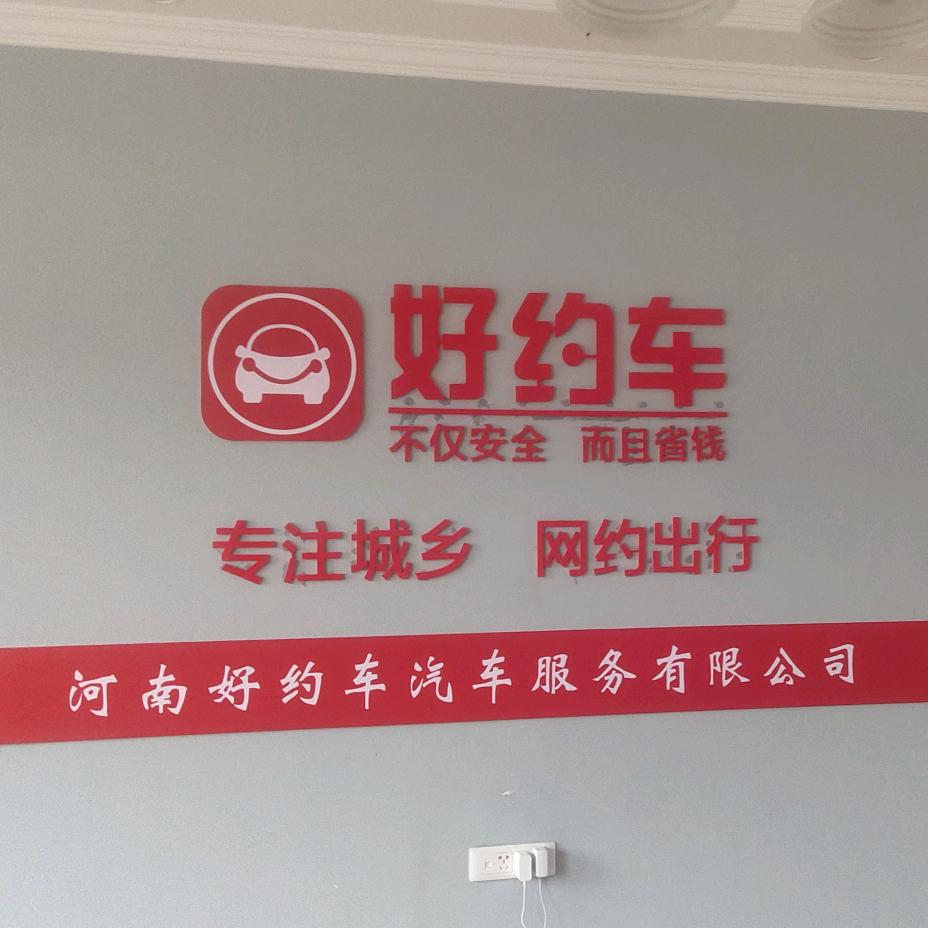 好约车
不仅安全 而且省钱
专注城乡 网约出行
河南好约车汽车服务有限公司